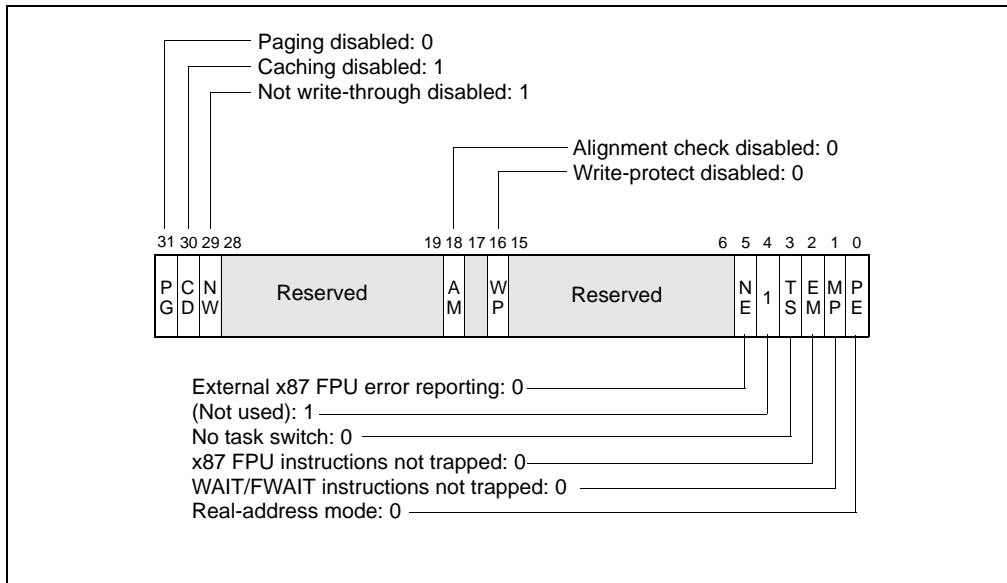 Paging disabled: 0
Caching disabled: 1
Not write-through disabled: 1
Alignment check disabled: 0
Write-protect disabled: 0
31 30 29 28 19 18 17 16 15 6 5 4 3 2 1 0
P G
C D
N W
Reserved
A M
W P
Reserved
N E
1
T S
E M
M P
P E
External x87 FPU error reporting: 0
(Not used): 1
No task switch: 0
x87 FPU instructions not trapped: 0
WAIT/FWAIT instructions not trapped: 0
Real-address mode: 0